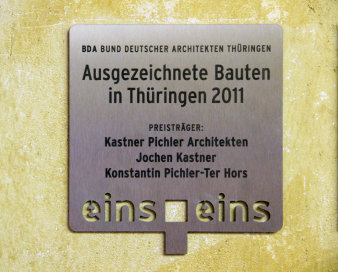 BDA BUND DEUTSCHER ARCHITEKTEN THÜRINGEN
Ausgezeichnete Bauten
in Thüringen 2011
PREISTRÄGER:
Kastner Pichler Architekten
Jochen Kastner
Konstantin Pichler-Ter Hors
eins eins